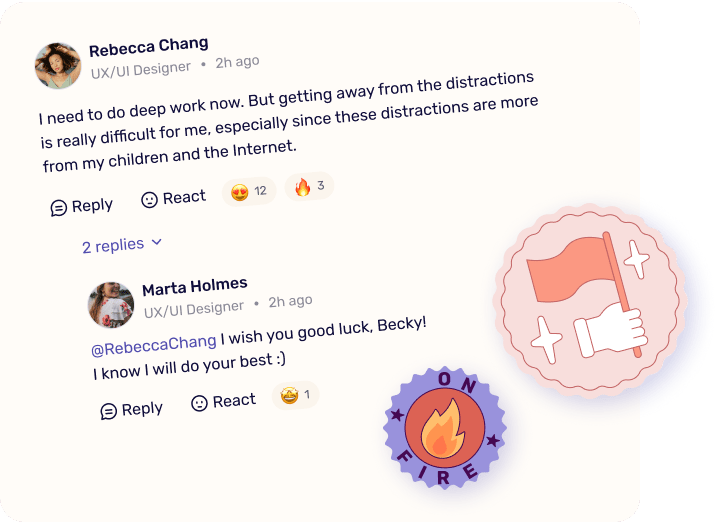 Rebecca Chang
UX/UI Designer • 2h ago
I need to do deep work now. But getting away from the distractions
is really difficult for me, especially since these distractions are more
from my children and the Internet.
Reply React 12 3
2 replies
Marta Holmes
UX/UI Designer • 2h ago
@RebeccaChang I wish you good luck, Becky!
I know I will do your best :)
Reply React 1
ON
FIRE